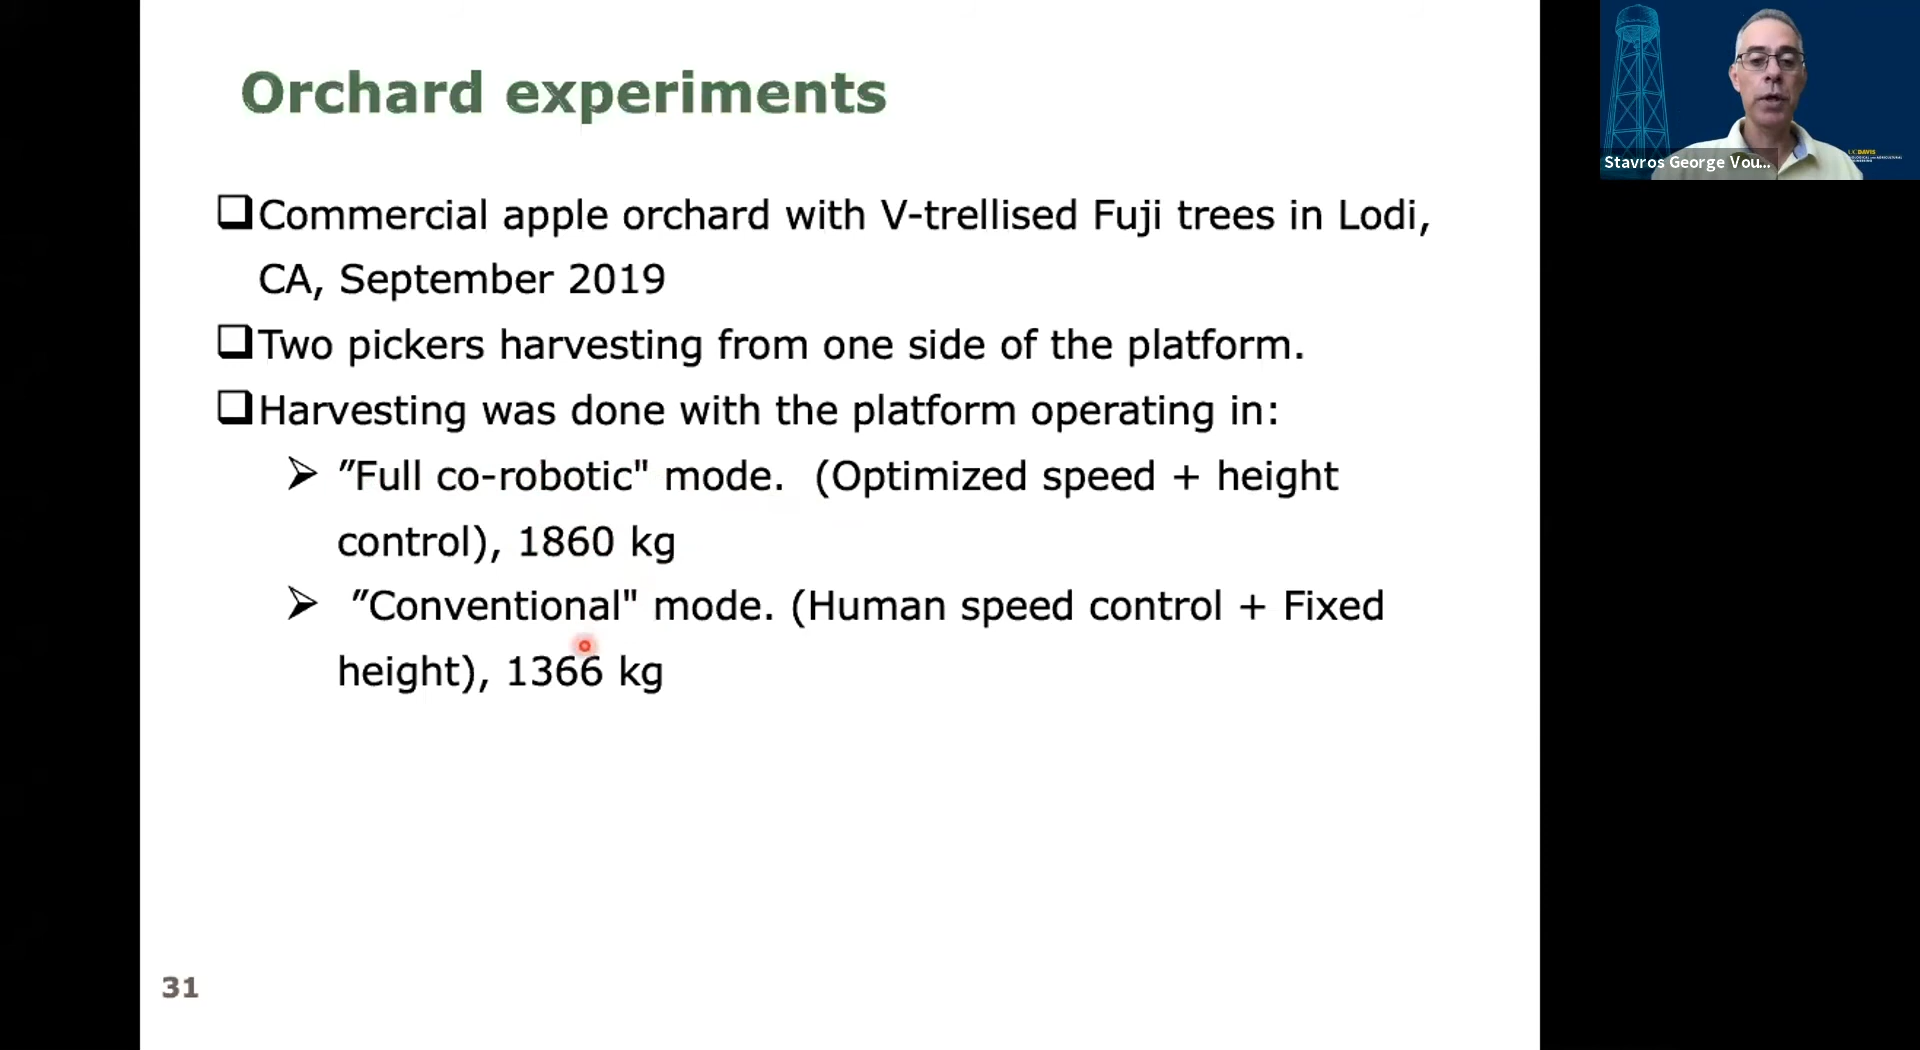 Orchard experiments
Commercial apple orchard with V-trellised Fuji trees in Lodi,
CA, September 2019
Two pickers harvesting from one side of the platform.
Harvesting was done with the platform operating in:
″Full co-robotic" mode.  (Optimized speed + height
control), 1860 kg
″Conventional" mode. (Human speed control + Fixed
height), 1366 kg
31
Stavros George Vou...
UCDAVIS